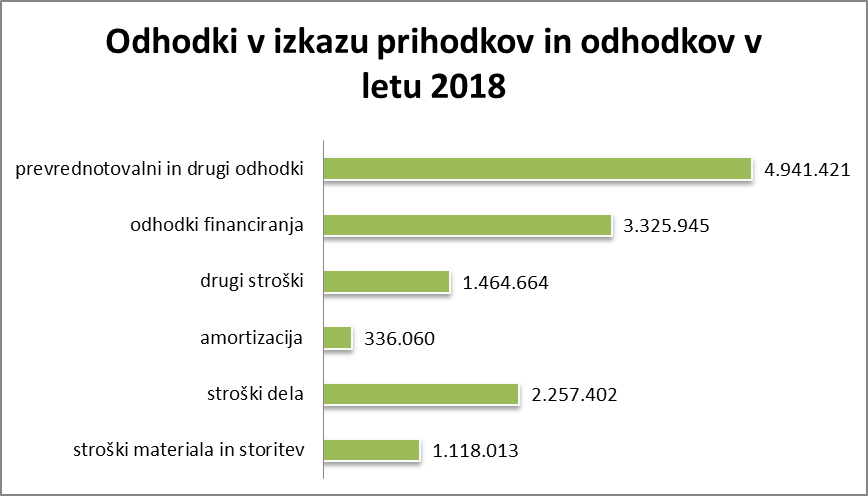 Odhodki v izkazu prihodkov in odhodkov v
letu 2018
prevrednotovalni in drugi odhodki 4.941.421
odhodki financiranja 3.325.945
drugi stroški 1.464.664
amortizacija 336.060
stroški dela 2.257.402
stroški materiala in storitev 1.118.013